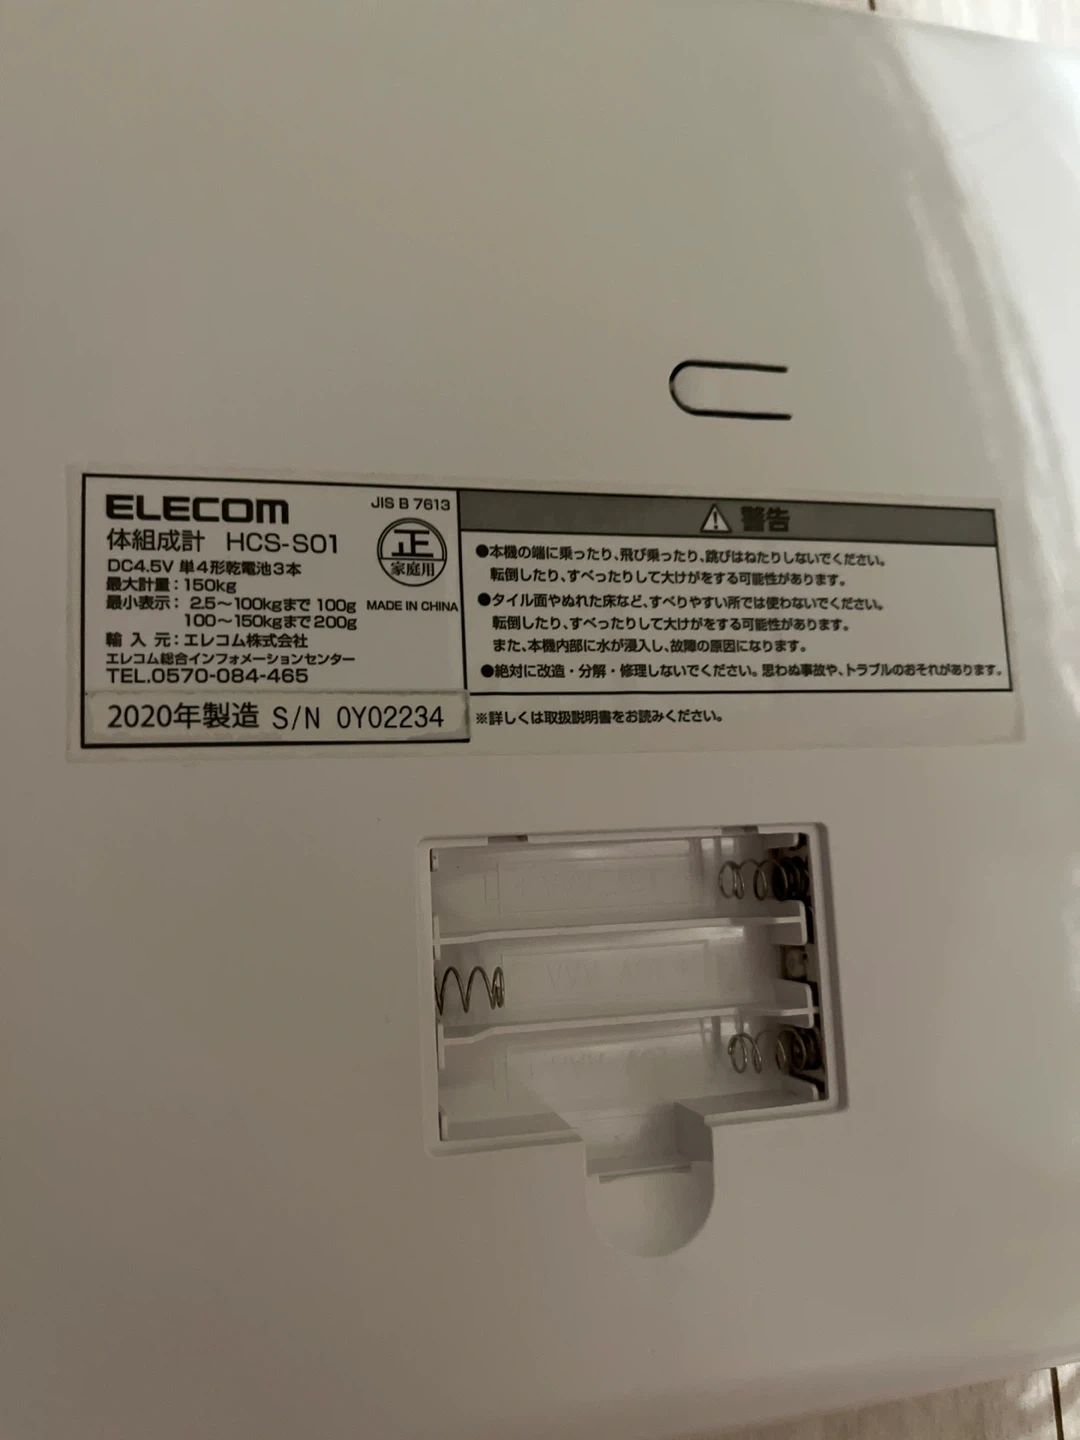 ELECOM
JIS B 7613
体組成計 HCS-S01
正
家庭用
DC4.5V 単4形乾電池3本
最大計量：150kg
最小表示： 2.5～100kgまで 100g
MADE IN CHINA
100～150kgまで200g
輸 入 元：エレコム株式会社
エレコム総合インフォメーションセンター
TEL.0570-084-465
2020年製造 S/N 0Y02234
警告
●本機の端に乗ったり、飛び乗ったり、跳びはねたりしないでください。
転倒したり、すべったりして大けがをする可能性があります。
●タイル面やぬれた床など、すべりやすい所では使わないでください。
転倒したり、すべったりして大けがをする可能性があります。
また、本機内部に水が浸入し、故障の原因になります。
●絶対に改造・分解・修理しないでください。思わぬ事故や、トラブルのおそれがあります。
※詳しくは取扱説明書をお読みください。